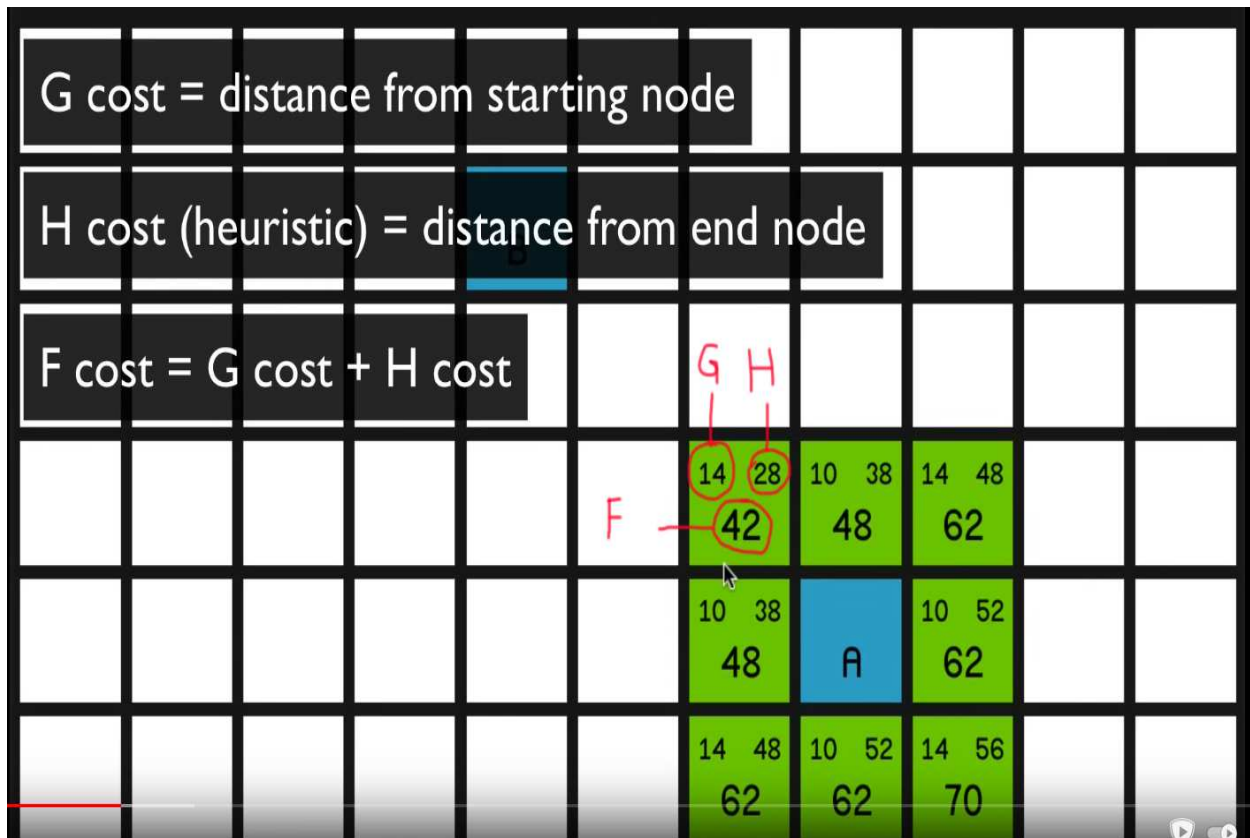 G cost = distance from starting node
H cost (heuristic) = distance from end node
B
F cost = G cost + H cost
G H
14 28 10 38 14 48
F 42 48 62
10 38 10 52
48 A 62
14 48 10 52 14 56
62 62 70